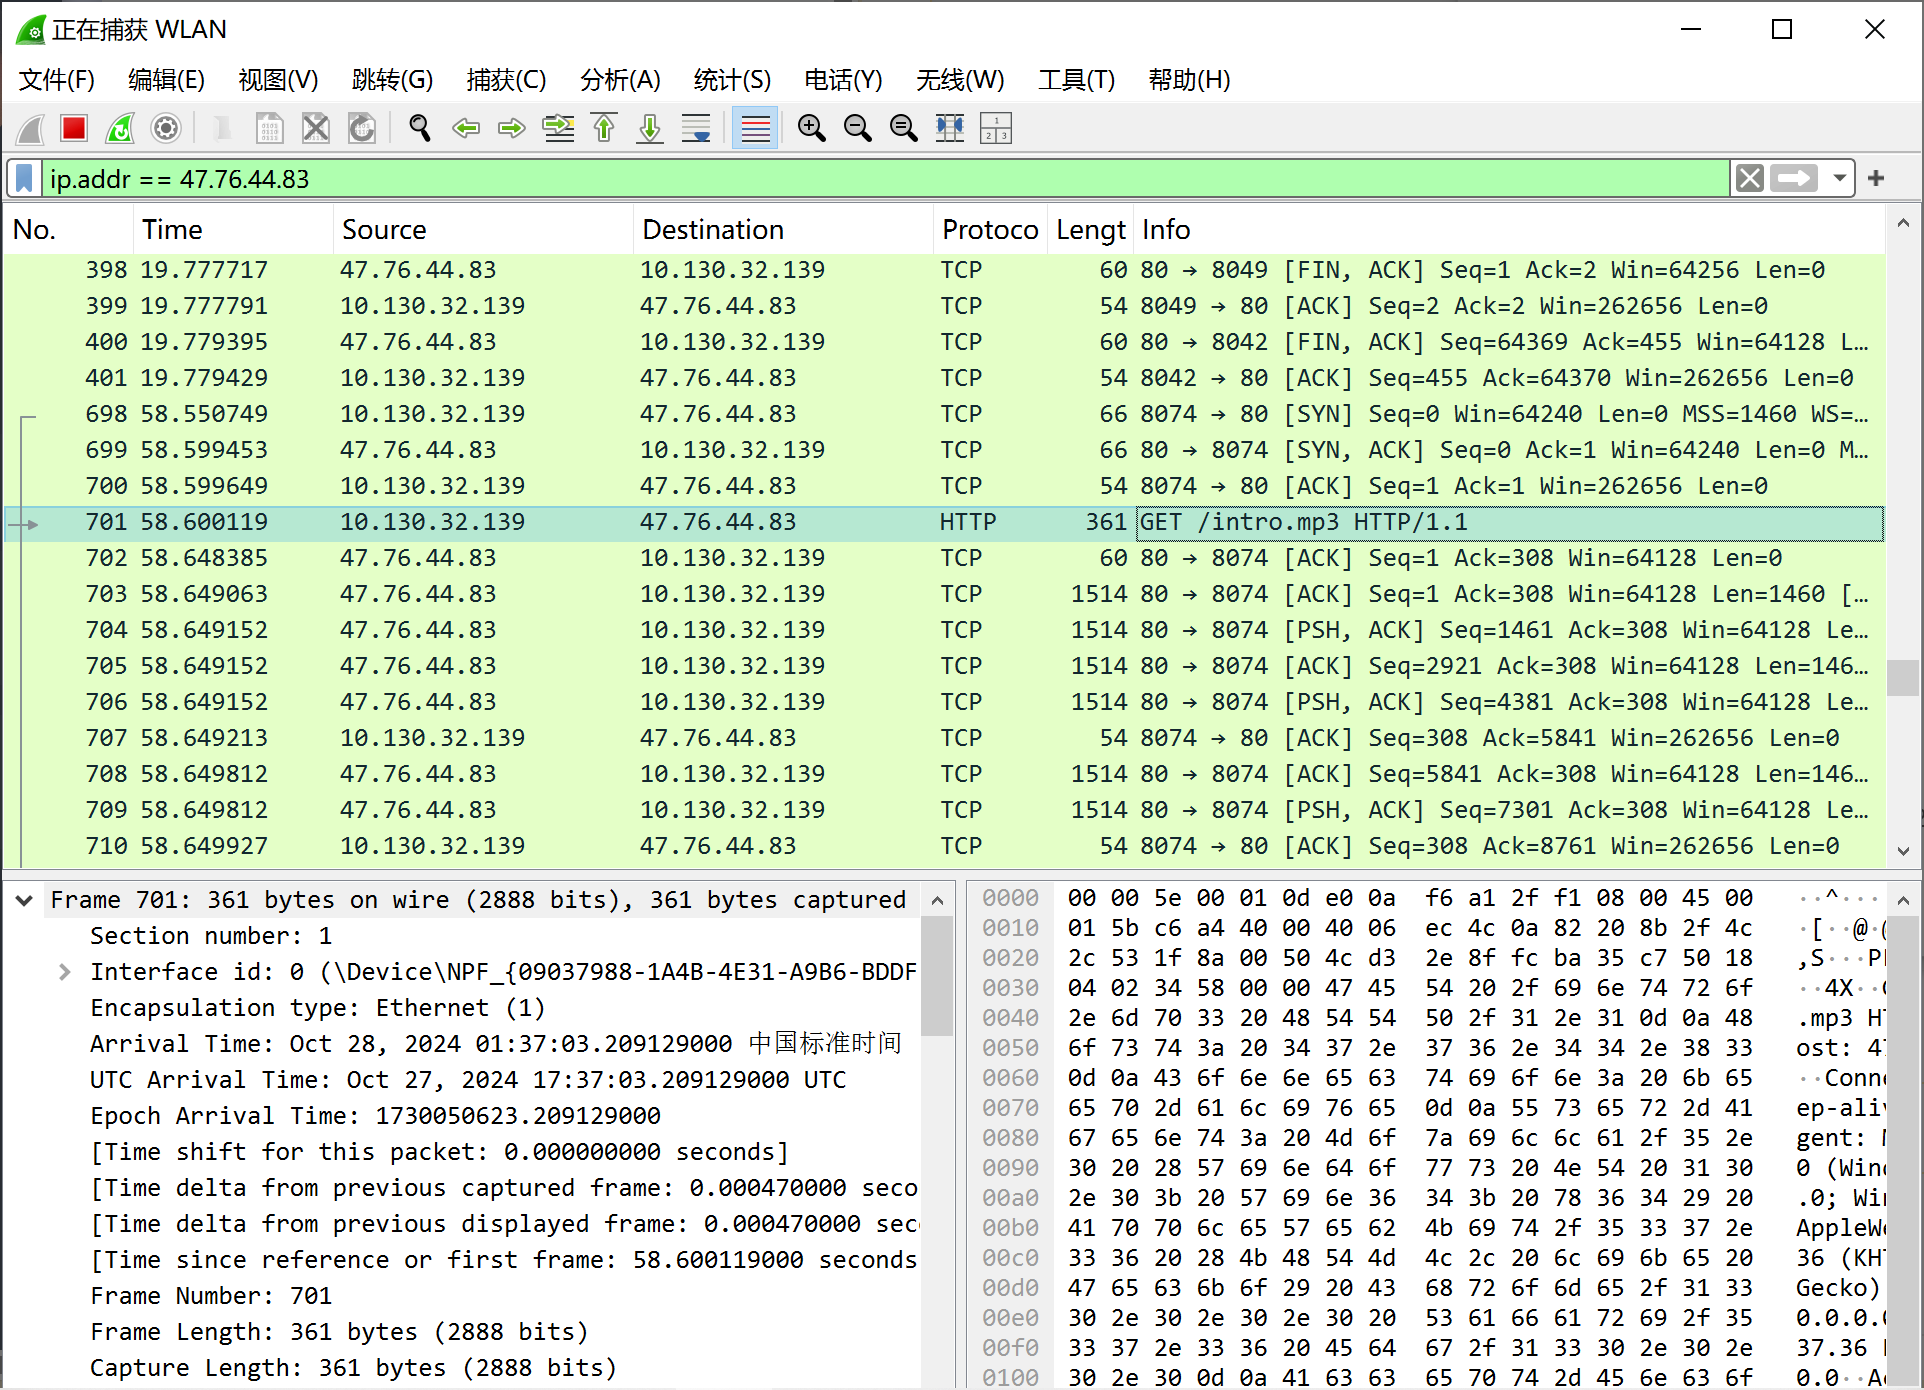 正在捕获 WLAN
文件(F) 编辑(E) 视图(V) 跳转(G) 捕获(C) 分析(A) 统计(S) 电话(Y) 无线(W) 工具(T) 帮助(H)
ip.addr == 47.76.44.83
No. Time Source Destination Protoco Lengt Info
398 19.777717 47.76.44.83 10.130.32.139 TCP 60 80 → 8049 [FIN, ACK] Seq=1 Ack=2 Win=64256 Len=0
399 19.777791 10.130.32.139 47.76.44.83 TCP 54 8049 → 80 [ACK] Seq=2 Ack=2 Win=262656 Len=0
400 19.779395 47.76.44.83 10.130.32.139 TCP 60 80 → 8042 [FIN, ACK] Seq=64369 Ack=455 Win=64128 L…
401 19.779429 10.130.32.139 47.76.44.83 TCP 54 8042 → 80 [ACK] Seq=455 Ack=64370 Win=262656 Len=0
698 58.550749 10.130.32.139 47.76.44.83 TCP 66 8074 → 80 [SYN] Seq=0 Win=64240 Len=0 MSS=1460 WS=…
699 58.599453 47.76.44.83 10.130.32.139 TCP 66 80 → 8074 [SYN, ACK] Seq=0 Ack=1 Win=64240 Len=0 M…
700 58.599649 10.130.32.139 47.76.44.83 TCP 54 8074 → 80 [ACK] Seq=1 Ack=1 Win=262656 Len=0
701 58.600119 10.130.32.139 47.76.44.83 HTTP 361 GET /intro.mp3 HTTP/1.1
702 58.648385 47.76.44.83 10.130.32.139 TCP 60 80 → 8074 [ACK] Seq=1 Ack=308 Win=64128 Len=0
703 58.649063 47.76.44.83 10.130.32.139 TCP 1514 80 → 8074 [ACK] Seq=1 Ack=308 Win=64128 Len=1460 […
704 58.649152 47.76.44.83 10.130.32.139 TCP 1514 80 → 8074 [PSH, ACK] Seq=1461 Ack=308 Win=64128 Le…
705 58.649152 47.76.44.83 10.130.32.139 TCP 1514 80 → 8074 [ACK] Seq=2921 Ack=308 Win=64128 Len=146…
706 58.649152 47.76.44.83 10.130.32.139 TCP 1514 80 → 8074 [PSH, ACK] Seq=4381 Ack=308 Win=64128 Le…
707 58.649213 10.130.32.139 47.76.44.83 TCP 54 8074 → 80 [ACK] Seq=308 Ack=5841 Win=262656 Len=0
708 58.649812 47.76.44.83 10.130.32.139 TCP 1514 80 → 8074 [ACK] Seq=5841 Ack=308 Win=64128 Len=146…
709 58.649812 47.76.44.83 10.130.32.139 TCP 1514 80 → 8074 [PSH, ACK] Seq=7301 Ack=308 Win=64128 Le…
710 58.649927 10.130.32.139 47.76.44.83 TCP 54 8074 → 80 [ACK] Seq=308 Ack=8761 Win=262656 Len=0
Frame 701: 361 bytes on wire (2888 bits), 361 bytes captured
Section number: 1
Interface id: 0 (\Device\NPF_{09037988-1A4B-4E31-A9B6-BDDF
Encapsulation type: Ethernet (1)
Arrival Time: Oct 28, 2024 01:37:03.209129000 中国标准时间
UTC Arrival Time: Oct 27, 2024 17:37:03.209129000 UTC
Epoch Arrival Time: 1730050623.209129000
[Time shift for this packet: 0.000000000 seconds]
[Time delta from previous captured frame: 0.000470000 seco
[Time delta from previous displayed frame: 0.000470000 sec
[Time since reference or first frame: 58.600119000 seconds
Frame Number: 701
Frame Length: 361 bytes (2888 bits)
Capture Length: 361 bytes (2888 bits)
0000 00 00 5e 00 01 0d e0 0a f6 a1 2f f1 08 00 45 00 ··^···
0010 01 5b c6 a4 40 00 40 06 ec 4c 0a 82 20 8b 2f 4c ·[··@·
0020 2c 53 1f 8a 00 50 4c d3 2e 8f fc ba 35 c7 50 18 ,S···P
0030 04 02 34 58 00 00 47 45 54 20 2f 69 6e 74 72 6f ··4X··
0040 2e 6d 70 33 20 48 54 54 50 2f 31 2e 31 0d 0a 48 .mp3 H
0050 6f 73 74 3a 20 34 37 2e 37 36 2e 34 34 2e 38 33 ost: 4
0060 0d 0a 43 6f 6e 6e 65 63 74 69 6f 6e 3a 20 6b 65 ··Conn
0070 65 70 2d 61 6c 69 76 65 0d 0a 55 73 65 72 2d 41 ep-ali
0080 67 65 6e 74 3a 20 4d 6f 7a 69 6c 6c 61 2f 35 2e gent: M
0090 30 20 28 57 69 6e 64 6f 77 73 20 4e 54 20 31 30 0 (Win
00a0 2e 30 3b 20 57 69 6e 36 34 3b 20 78 36 34 29 20 .0; Wi
00b0 41 70 70 6c 65 57 65 62 4b 69 74 2f 35 33 37 2e AppleW
00c0 33 36 20 28 4b 48 54 4d 4c 2c 20 6c 69 6b 65 20 36 (KH
00d0 47 65 63 6b 6f 29 20 43 68 72 6f 6d 65 2f 31 33 Gecko)
00e0 30 2e 30 2e 30 2e 30 20 53 61 66 61 72 69 2f 35 0.0.0.
00f0 33 37 2e 33 36 20 45 64 67 2f 31 33 30 2e 30 2e 37.36
0100 30 2e 30 0d 0a 41 63 63 65 70 74 2d 45 6e 63 6f 0.0··A